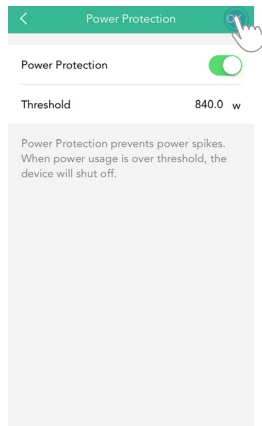 Power Protection
Power Protection
Threshold 840.0 w
Power Protection prevents power spikes.
When power usage is over threshold, the
device will shut off.